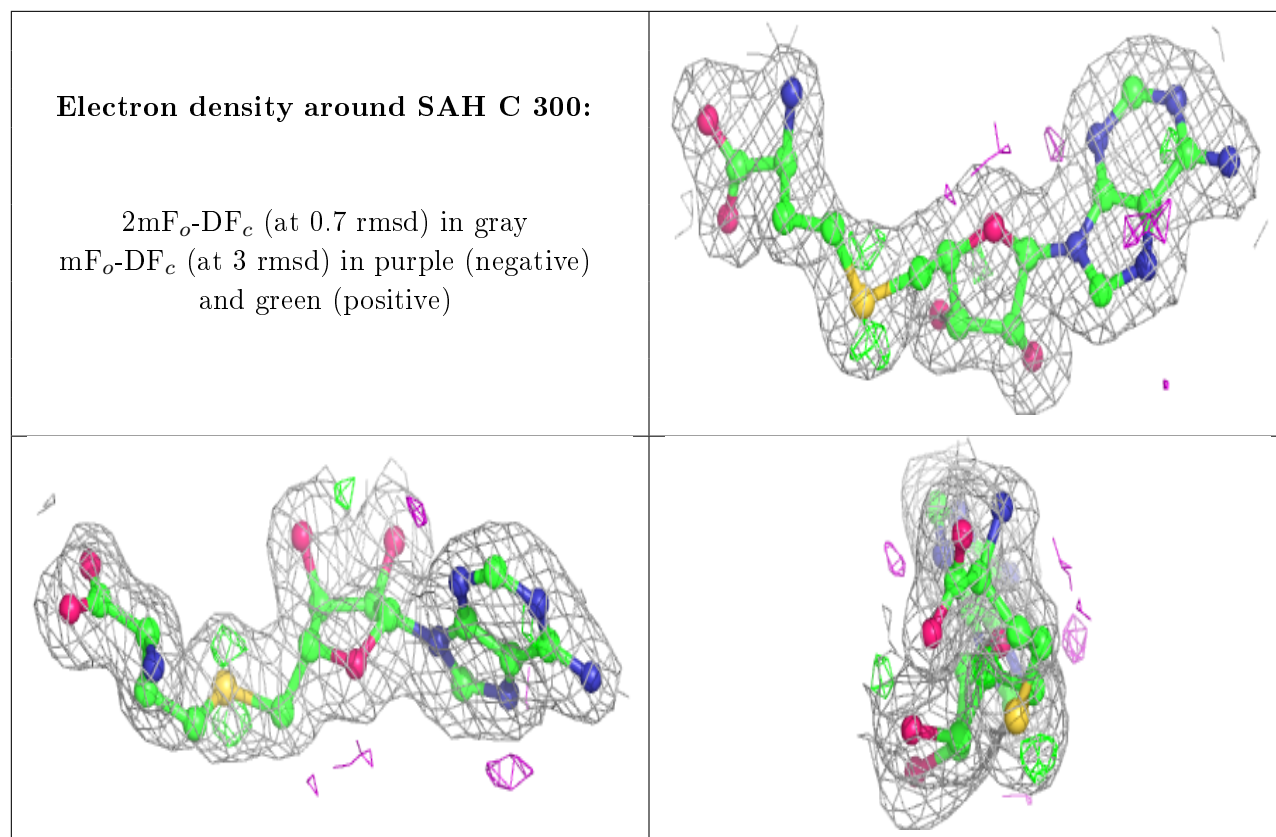 Electron density around SAH C 300:
2mFₒ-DF𝒸 (at 0.7 rmsd) in gray
mFₒ-DF𝒸 (at 3 rmsd) in purple (negative)
and green (positive)